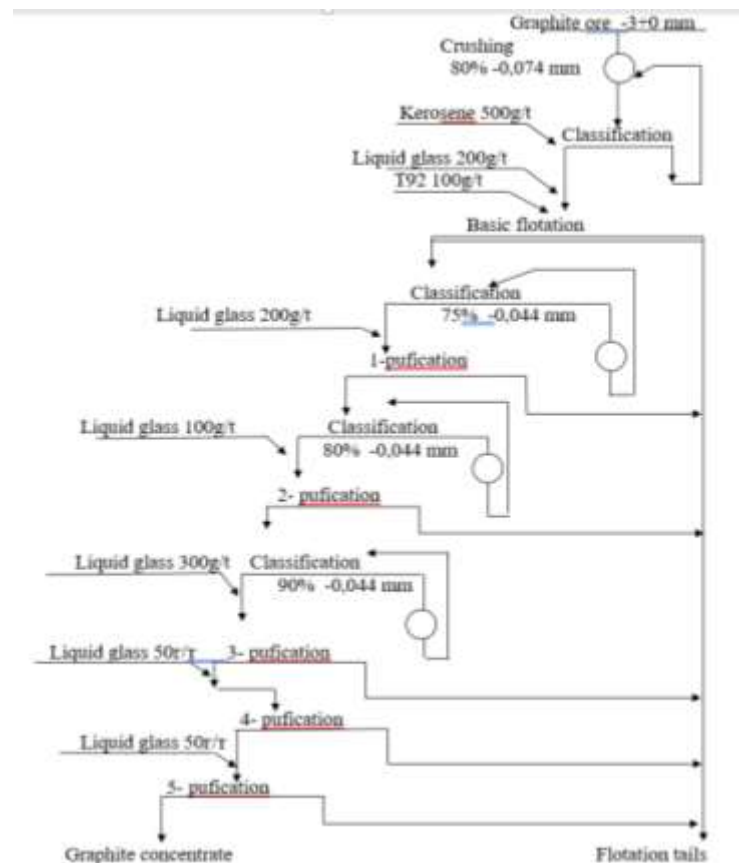 Graphite ore -3+0 mm
Crushing
80% -0,074 mm
Kerosene 500g/t
Classification
Liquid glass 200g/t
T92 100g/t
Basic flotation
Classification
Liquid glass 200g/t
75% -0,044 mm
1-pufication
Liquid glass 100g/t
Classification
80% -0,044 mm
2- pufication
Liquid glass 300g/t Classification
90% -0,044 mm
Liquid glass 50г/т 3- pufication
4- pufication
Liquid glass 50г/т
5- pufication
Graphite concentrate
Flotation tails